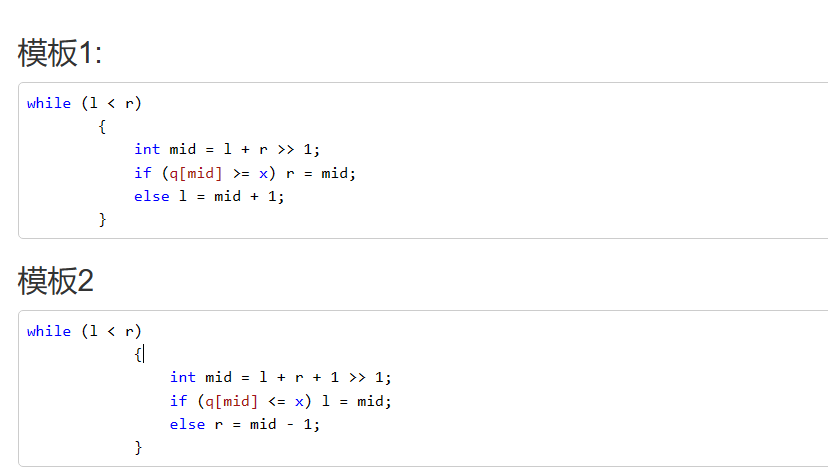 模板1:
while (l < r)
{
int mid = l + r >> 1;
if (q[mid] >= x) r = mid;
else l = mid + 1;
}
模板2
while (l < r)
{
int mid = l + r + 1 >> 1;
if (q[mid] <= x) l = mid;
else r = mid - 1;
}